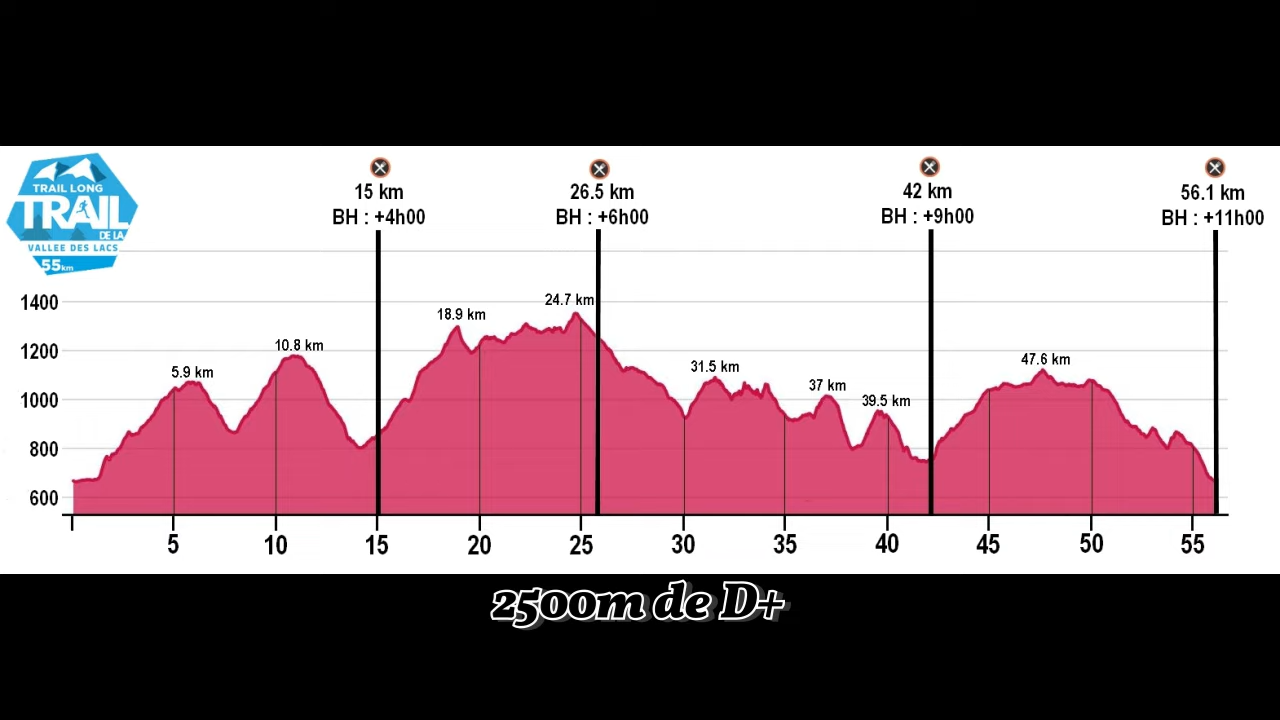 TRAIL LONG
TRAIL
DE LA
VALLEE DES LACS
55km
15 km
BH : +4h00
26.5 km
BH : +6h00
42 km
BH : +9h00
56.1 km
BH : +11h00
1400
1200
1000
800
600
5.9 km
10.8 km
18.9 km
24.7 km
31.5 km
37 km
39.5 km
47.6 km
5
10
15
20
25
30
35
40
45
50
55
2500m de D+